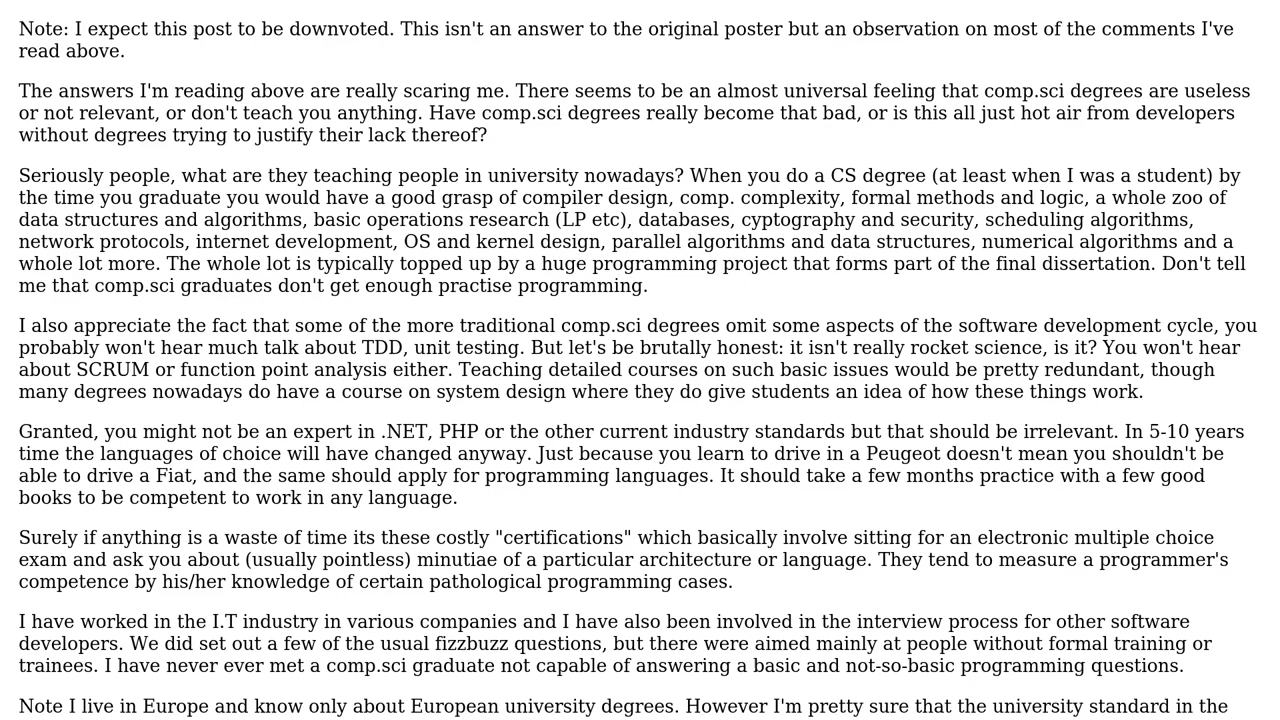 Note: I expect this post to be downvoted. This isn't an answer to the original poster but an observation on most of the comments I've
read above.
The answers I'm reading above are really scaring me. There seems to be an almost universal feeling that comp.sci degrees are useless
or not relevant, or don't teach you anything. Have comp.sci degrees really become that bad, or is this all just hot air from developers
without degrees trying to justify their lack thereof?
Seriously people, what are they teaching people in university nowadays? When you do a CS degree (at least when I was a student) by
the time you graduate you would have a good grasp of compiler design, comp. complexity, formal methods and logic, a whole zoo of
data structures and algorithms, basic operations research (LP etc), databases, cyptography and security, scheduling algorithms,
network protocols, internet development, OS and kernel design, parallel algorithms and data structures, numerical algorithms and a
whole lot more. The whole lot is typically topped up by a huge programming project that forms part of the final dissertation. Don't tell
me that comp.sci graduates don't get enough practise programming.
I also appreciate the fact that some of the more traditional comp.sci degrees omit some aspects of the software development cycle, you
probably won't hear much talk about TDD, unit testing. But let's be brutally honest: it isn't really rocket science, is it? You won't hear
about SCRUM or function point analysis either. Teaching detailed courses on such basic issues would be pretty redundant, though
many degrees nowadays do have a course on system design where they do give students an idea of how these things work.
Granted, you might not be an expert in .NET, PHP or the other current industry standards but that should be irrelevant. In 5-10 years
time the languages of choice will have changed anyway. Just because you learn to drive in a Peugeot doesn't mean you shouldn't be
able to drive a Fiat, and the same should apply for programming languages. It should take a few months practice with a few good
books to be competent to work in any language.
Surely if anything is a waste of time its these costly "certifications" which basically involve sitting for an electronic multiple choice
exam and ask you about (usually pointless) minutiae of a particular architecture or language. They tend to measure a programmer's
competence by his/her knowledge of certain pathological programming cases.
I have worked in the I.T industry in various companies and I have also been involved in the interview process for other software
developers. We did set out a few of the usual fizzbuzz questions, but there were aimed mainly at people without formal training or
trainees. I have never ever met a comp.sci graduate not capable of answering a basic and not-so-basic programming questions.
Note I live in Europe and know only about European university degrees. However I'm pretty sure that the university standard in the